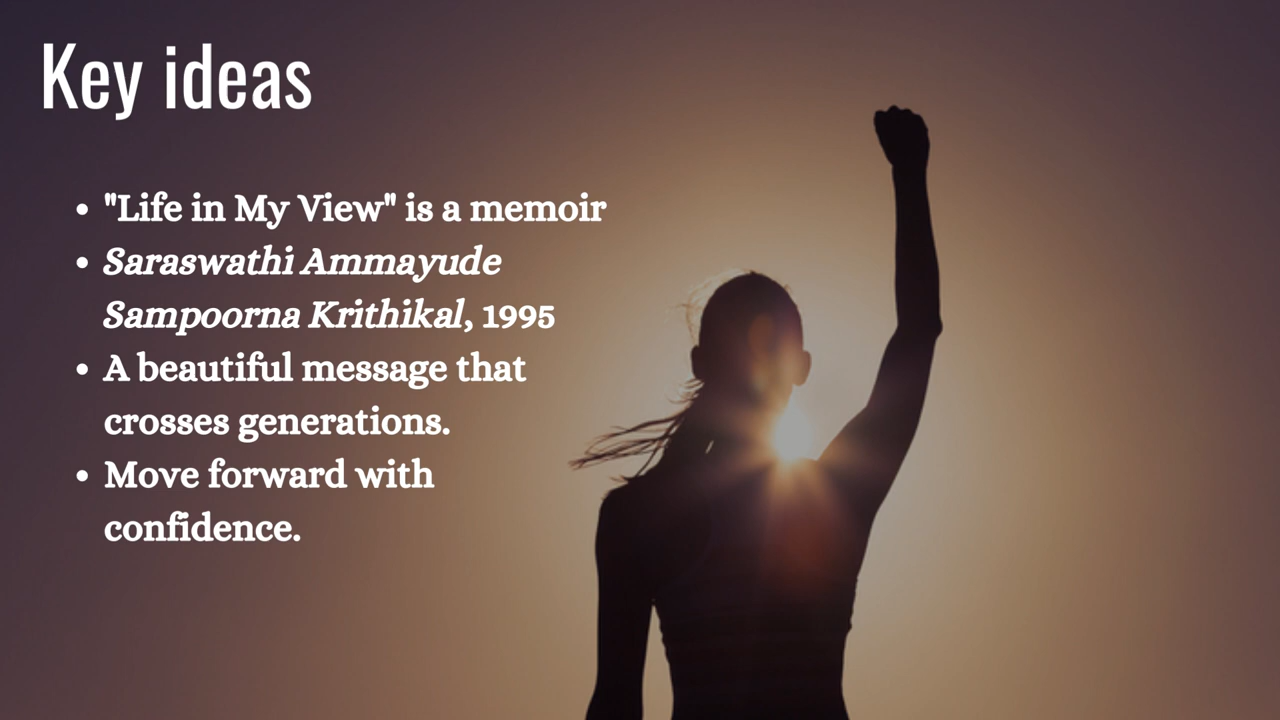 Key ideas
• "Life in My View" is a memoir
• Saraswathi Ammayude
Sampoorna Krithikal, 1995
• A beautiful message that
crosses generations.
• Move forward with
confidence.